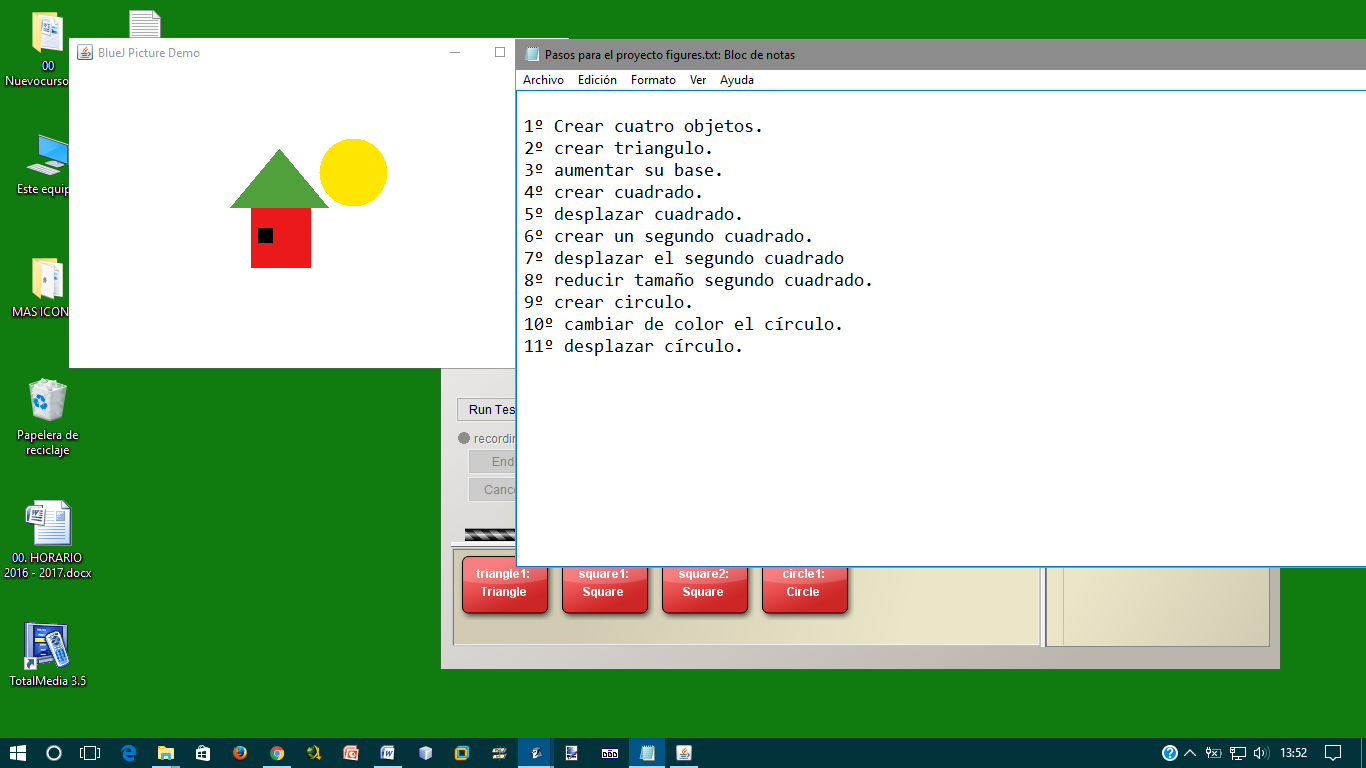 00
Nuevocurso
Este equip
MAS ICON
Papelera de
reciclaje
00. HORARIO
2016 - 2017.docx
TotalMedia 3.5
BlueJ Picture Demo
Pasos para el proyecto figures.txt: Bloc de notas
Archivo Edición Formato Ver Ayuda
1º Crear cuatro objetos.
2º crear triangulo.
3º aumentar su base.
4º crear cuadrado.
5º desplazar cuadrado.
6º crear un segundo cuadrado.
7º desplazar el segundo cuadrado
8º reducir tamaño segundo cuadrado.
9º crear circulo.
10º cambiar de color el círculo.
11º desplazar círculo.
Run Tes
recordin
End
Canc
triangle1:
Triangle
square1:
Square
square2:
Square
circle1:
Circle
13:52